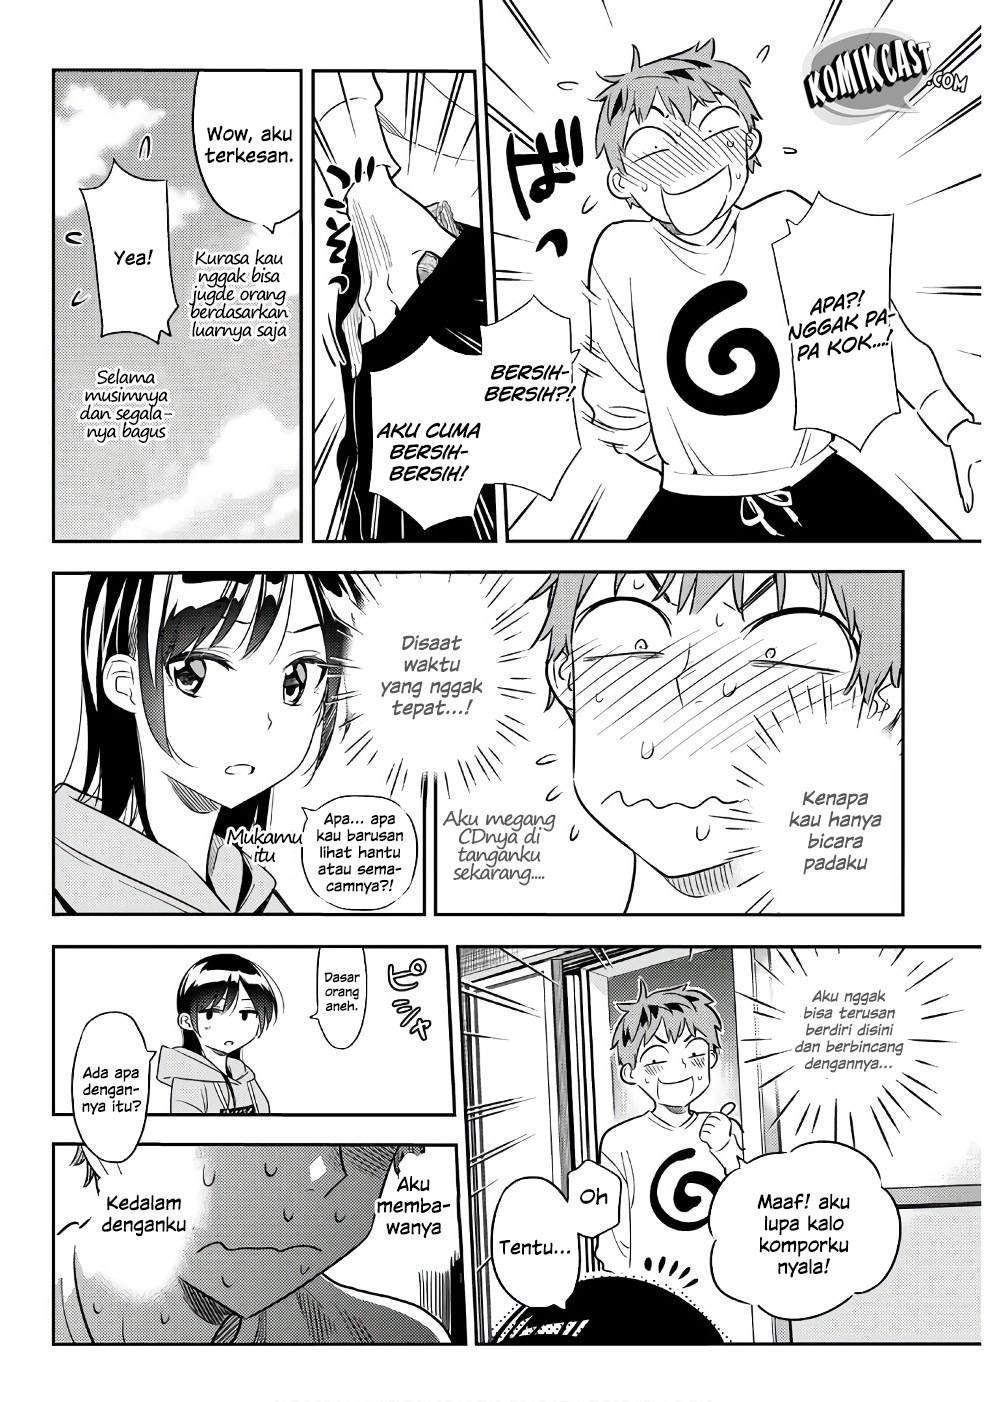 KOMIKCAST
.COM
APA?!
NGGAK PA-
PA KOK...!
BERSIH-
BERSIH?!
AKU CUMA
BERSIH-
BERSIH!
Wow, aku
terkesan.
Kurasa kau
nggak bisa
jugde orang
berdasarkan
luarnya saja
Yea!
Selama
musimnya
dan segala-
nya bagus
Kenapa
kau hanya
bicara
padaku
Disaat
waktu
yang nggak
tepat...!
Aku megang
CDnya di
tanganku
sekarang....
Mukamu
itu
Apa... apa
kau barusan
lihat hantu
atau sema-
camnya?!
Aku nggak
bisa terusan
berdiri disini
dan berbincang
dengannya...
Maaf! aku
lupa kalo
komporku
nyala!
Oh
Tentu...
ピシャ
Dasar
orang
aneh.
Ada apa
dengan-
nya itu?
Aku
memba-
wanya
Kedalam
denganku